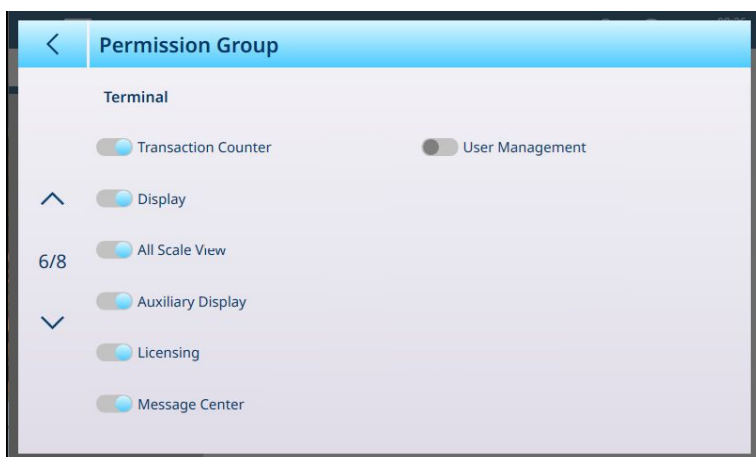 Permission Group
Terminal
Transaction Counter
User Management
Display
All Scale View
6/8
Auxiliary Display
Licensing
Message Center